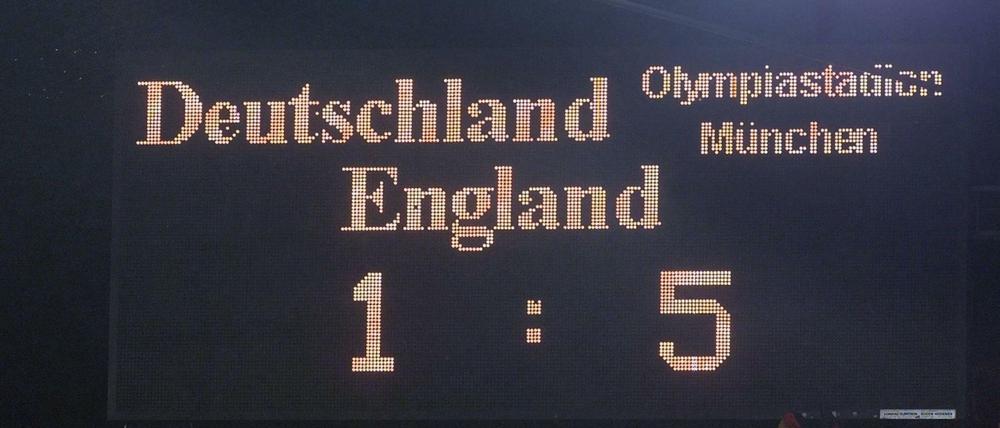 Deutschland
Olympiastadion
München
England
1 : 5